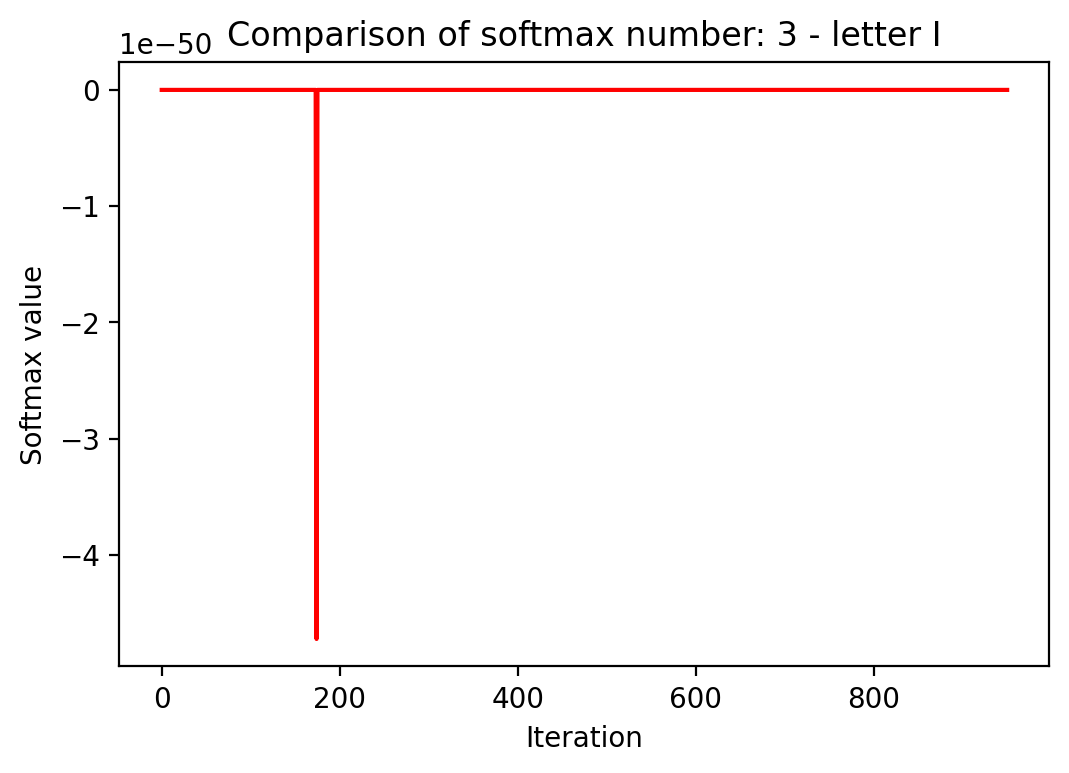 1e−50
Comparison of softmax number: 3 - letter I
Softmax value
0
−1
−2
−3
−4
0 200 400 600 800
Iteration